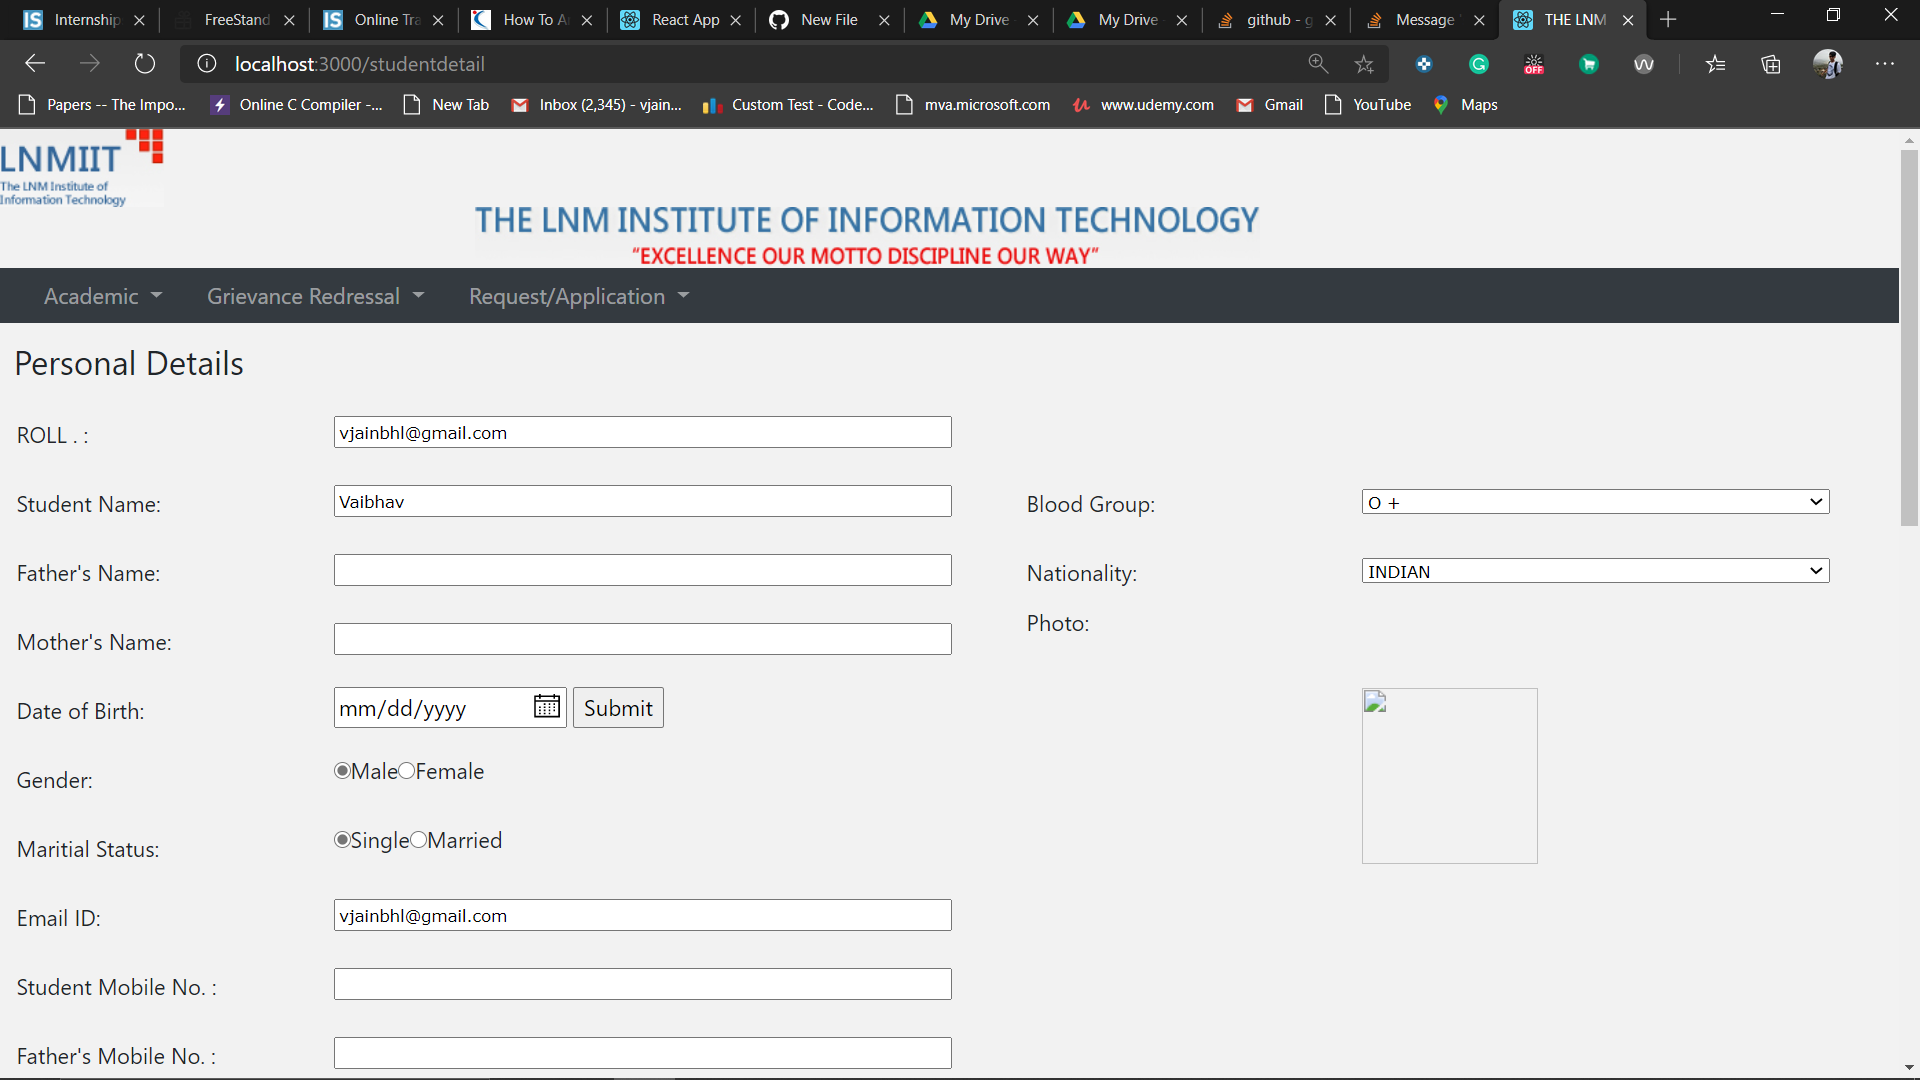 Internship
FreeStand
Online Tra
How To A
React App
New File
My Drive
My Drive
github - g
Message
THE LNM
localhost:3000/studentdetail
OFF
Papers -- The Impo...
Online C Compiler -...
New Tab
Inbox (2,345) - vjain...
Custom Test - Code...
mva.microsoft.com
www.udemy.com
Gmail
YouTube
Maps
LNMIIT
The LNM Institute of
Information Technology
THE LNM INSTITUTE OF INFORMATION TECHNOLOGY
“EXCELLENCE OUR MOTTO DISCIPLINE OUR WAY”
Academic
Grievance Redressal
Request/Application
Personal Details
ROLL . :
vjainbhl@gmail.com
Student Name:
Vaibhav
Blood Group:
O +
Father's Name:
Nationality:
INDIAN
Photo:
Mother's Name:
Date of Birth:
mm/dd/yyyy
Submit
Gender:
Male Female
Maritial Status:
Single Married
Email ID:
vjainbhl@gmail.com
Student Mobile No. :
Father's Mobile No. :